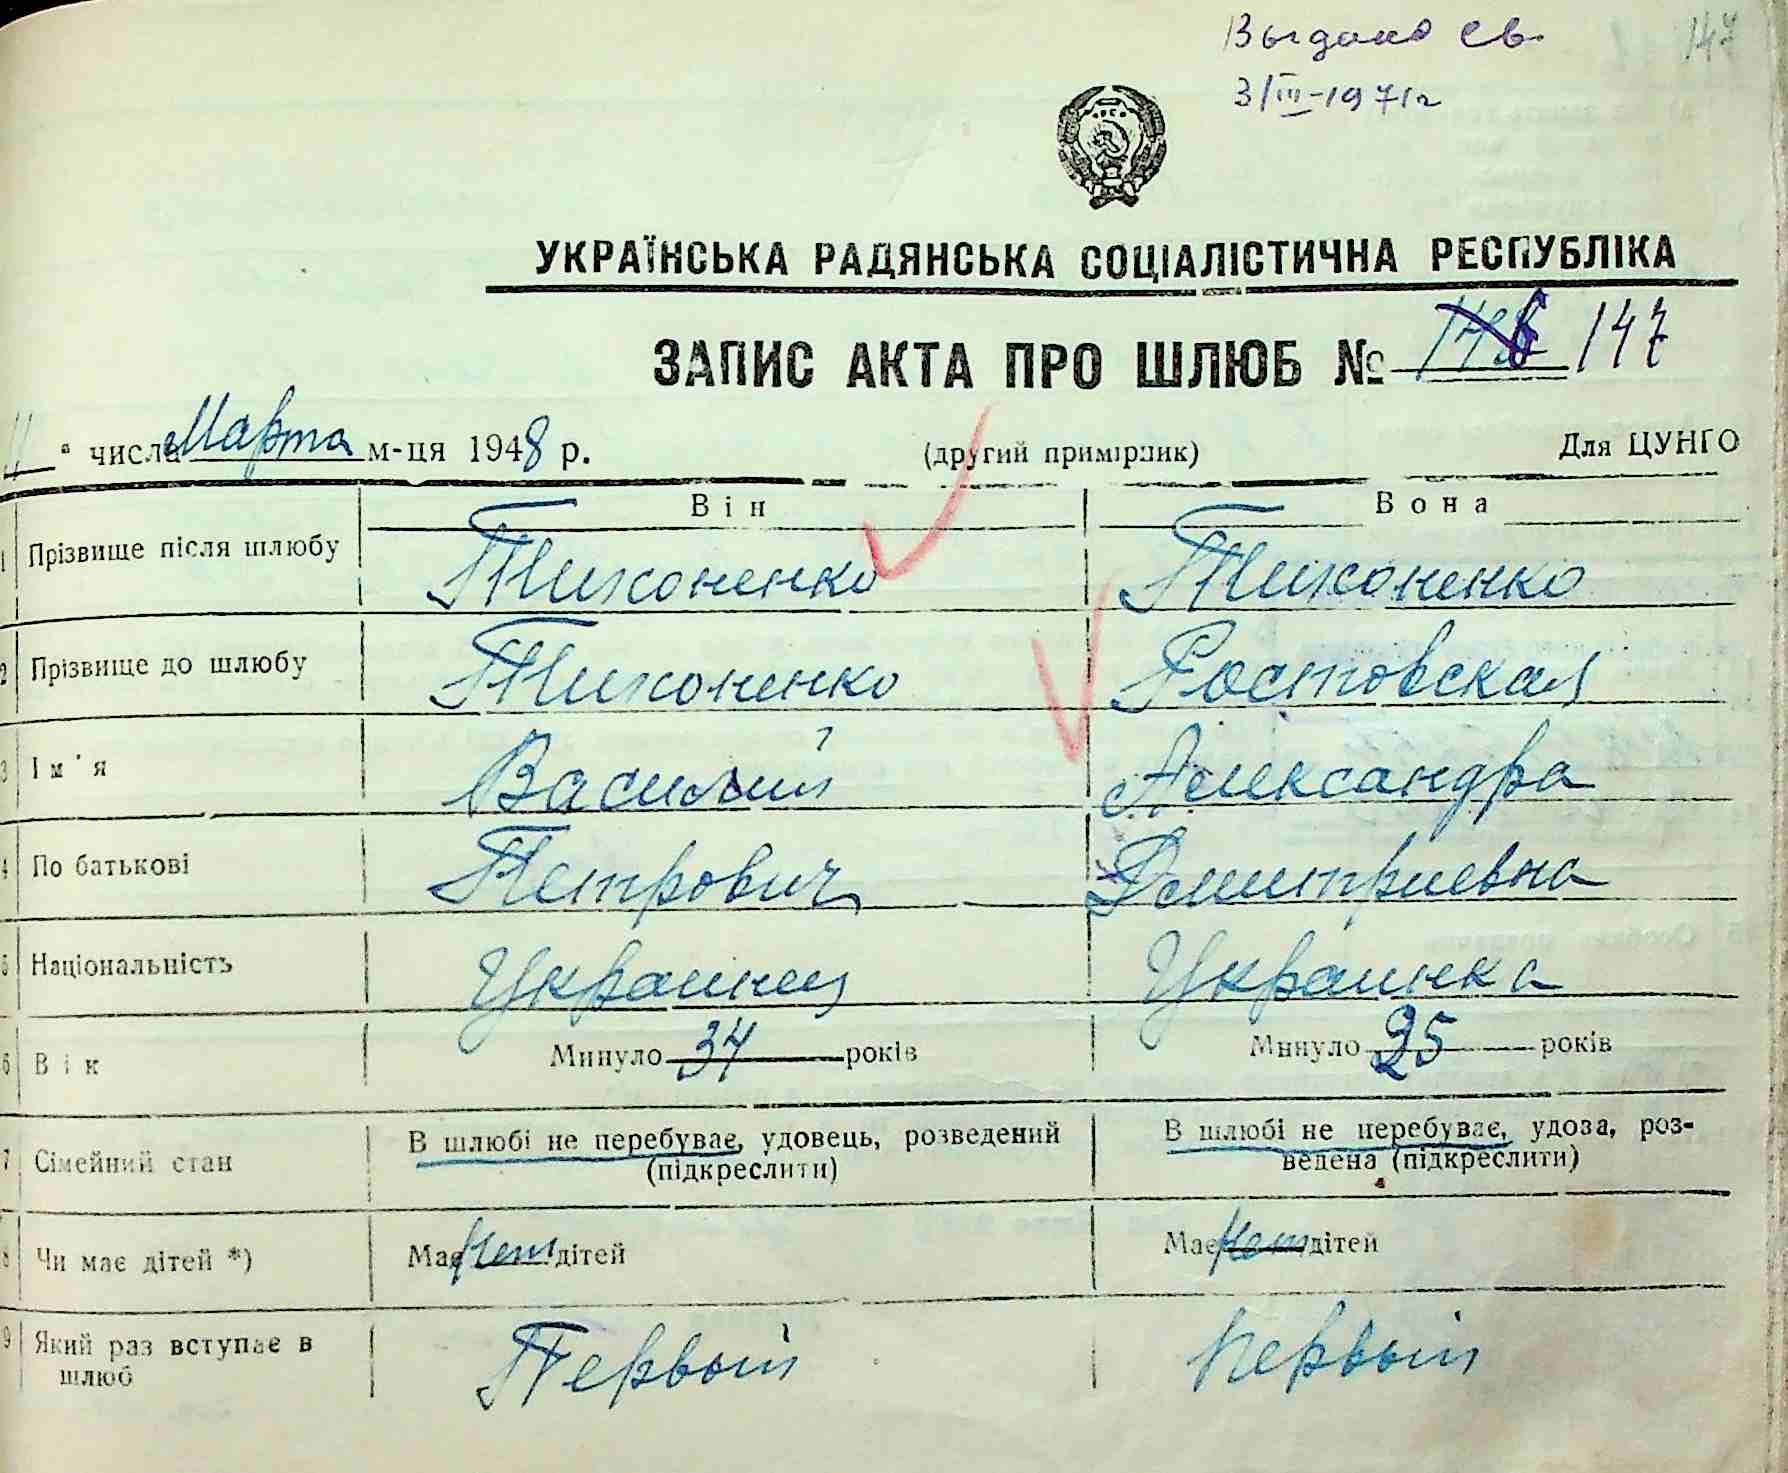 Выдано св. 147
3/III-1971г
УКРАЇНСЬКА РАДЯНСЬКА СОЦІАЛІСТИЧНА РЕСПУБЛІКА
ЗАПИС АКТА ПРО ШЛЮБ № 147
11 " числа Марта м-ця 1948 р. (другий примірник) Для ЦУНГО
Він Вона
1 Прізвище після шлюбу Тихоненко Тихоненко
2 Прізвище до шлюбу Тихоненко Ростовская
3 Ім'я Василий Александра
4 По батькові Петрович Дмитриевна
5 Національність Украинец Украинка
6 Вік Минуло 34 років Минуло 25 років
7 Сімейний стан В шлюбі не перебуває, удовець, розведений В шлюбі не перебуває, удова, роз-
(підкреслити) ведена (підкреслити)
8 Чи має дітей *) Має нет дітей Має нет дітей
9 Який раз вступає в Первый первый
шлюб